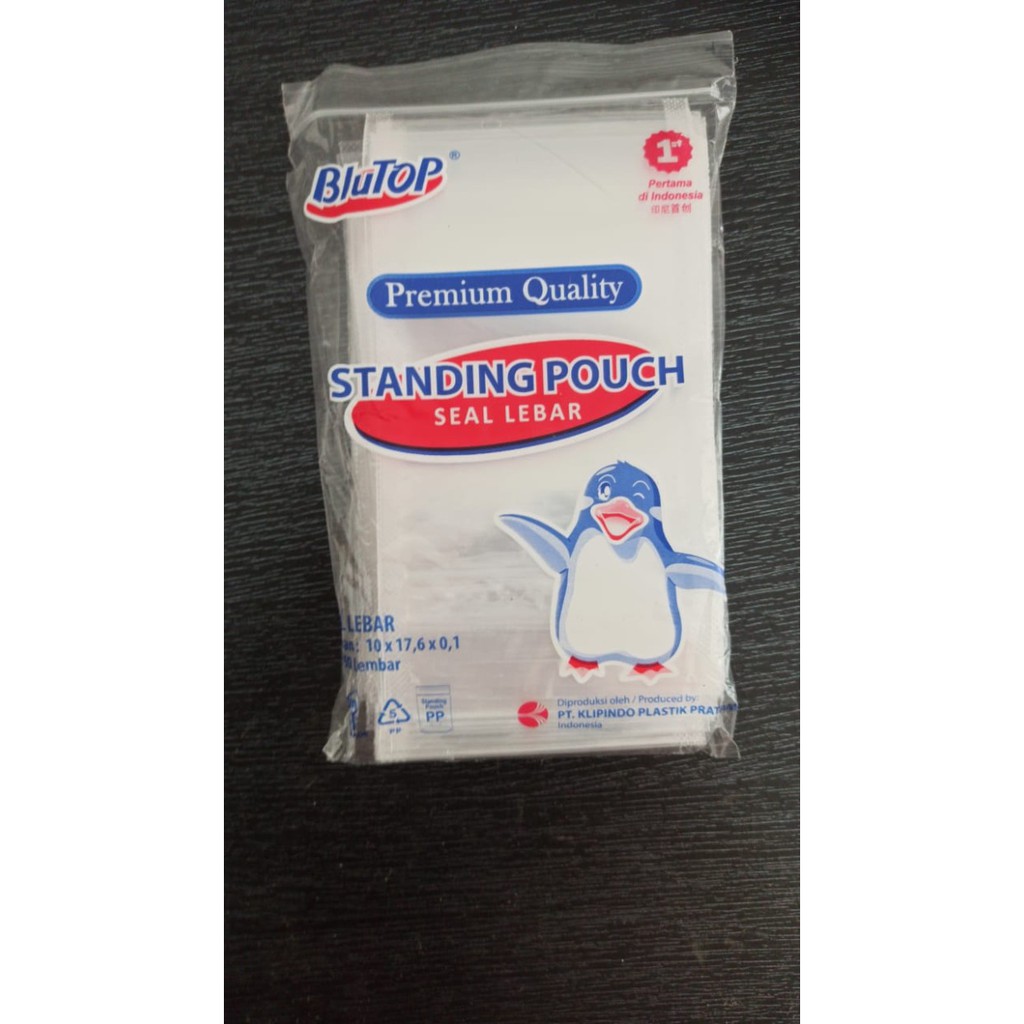 BluTOP ®
1st
Pertama
di Indonesia
印尼首创
Premium Quality
STANDING POUCH
SEAL LEBAR
LEBAR
: 10 x 17,6 x 0,1
5
PP
Standing
Pouch
PP
Diproduksi oleh / Produced by
PT. KLIPINDO PLASTIK
Indonesia